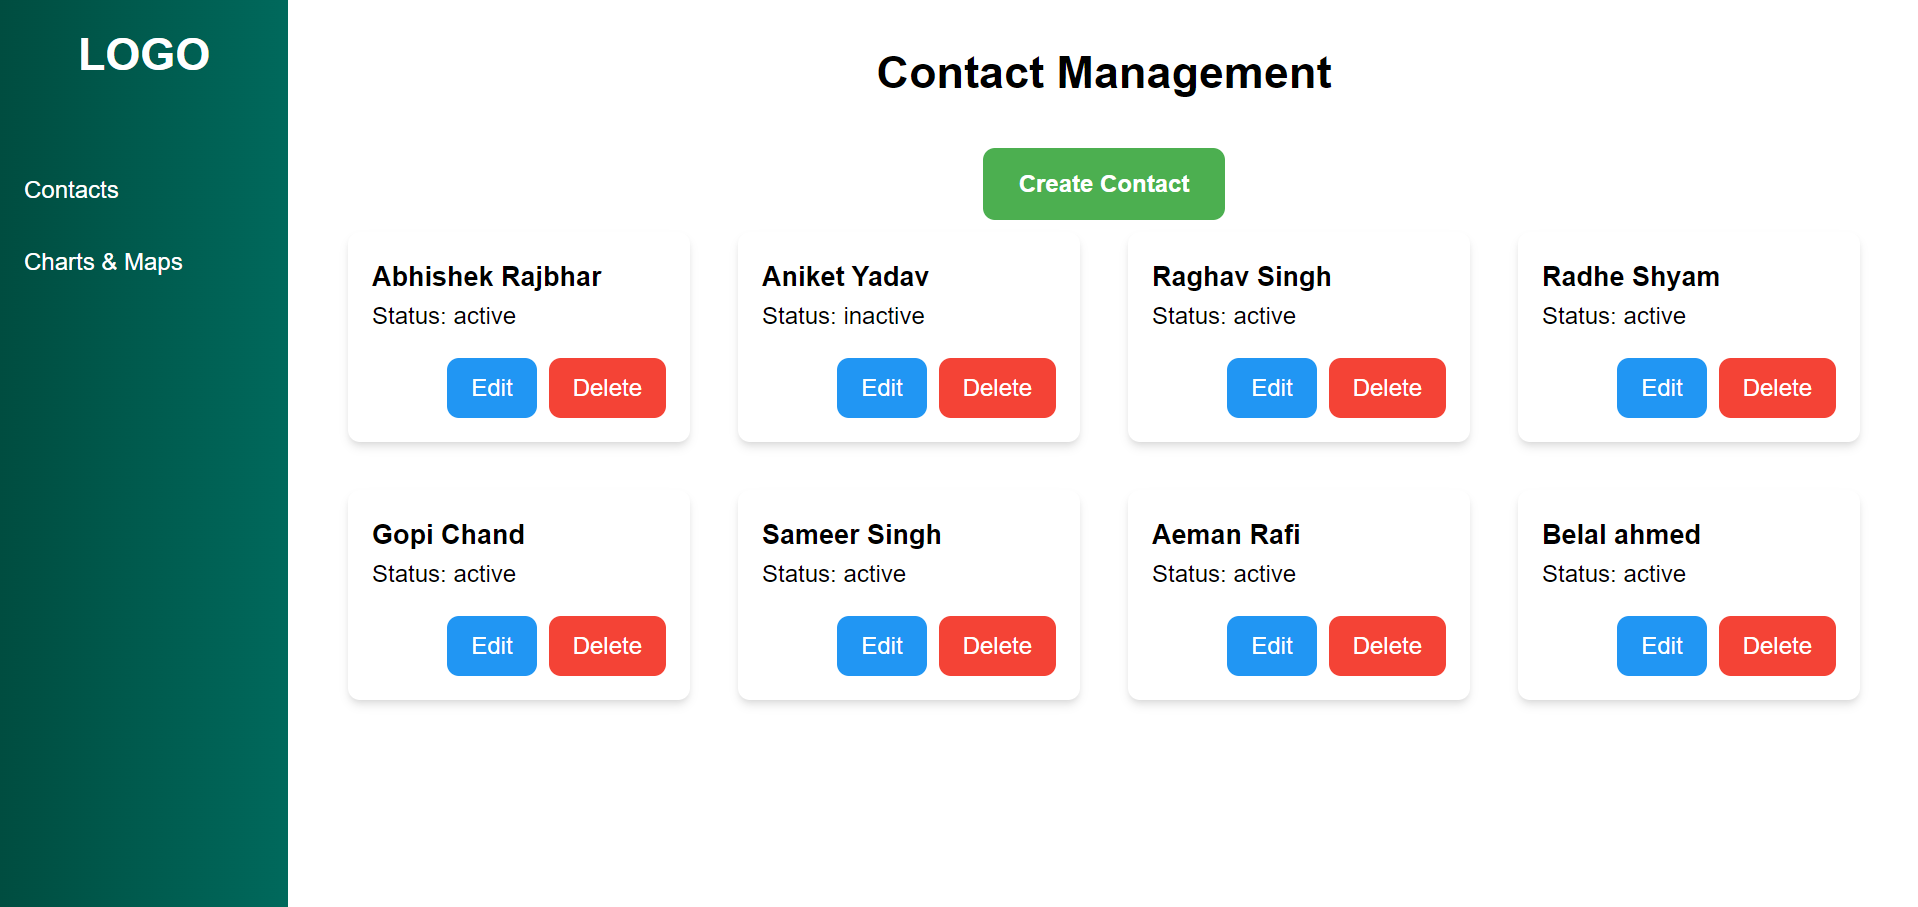 LOGO
Contacts
Charts & Maps
Contact Management
Create Contact
Abhishek Rajbhar
Status: active
Edit Delete
Aniket Yadav
Status: inactive
Edit Delete
Raghav Singh
Status: active
Edit Delete
Radhe Shyam
Status: active
Edit Delete
Gopi Chand
Status: active
Edit Delete
Sameer Singh
Status: active
Edit Delete
Aeman Rafi
Status: active
Edit Delete
Belal ahmed
Status: active
Edit Delete